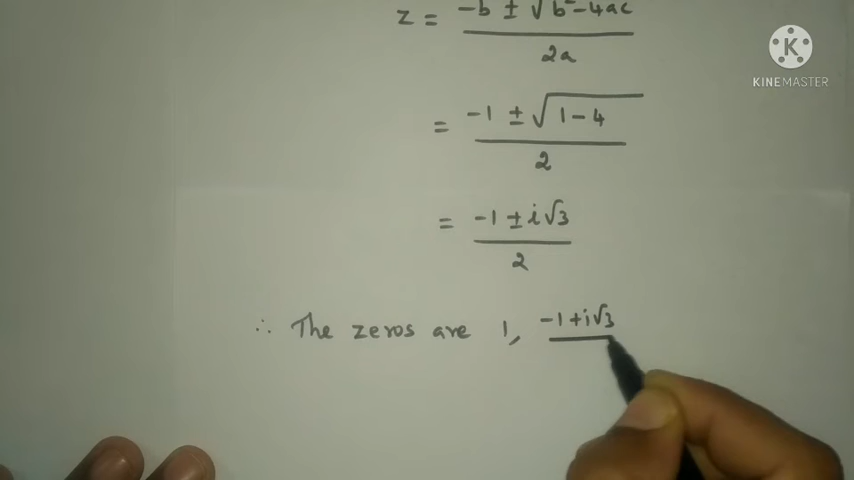 z = -b ± √b²-4ac / 2a
K
KINEMASTER
= -1 ± √1-4 / 2
= -1 ± i√3 / 2
∴ The zeros are 1, -1+i√3